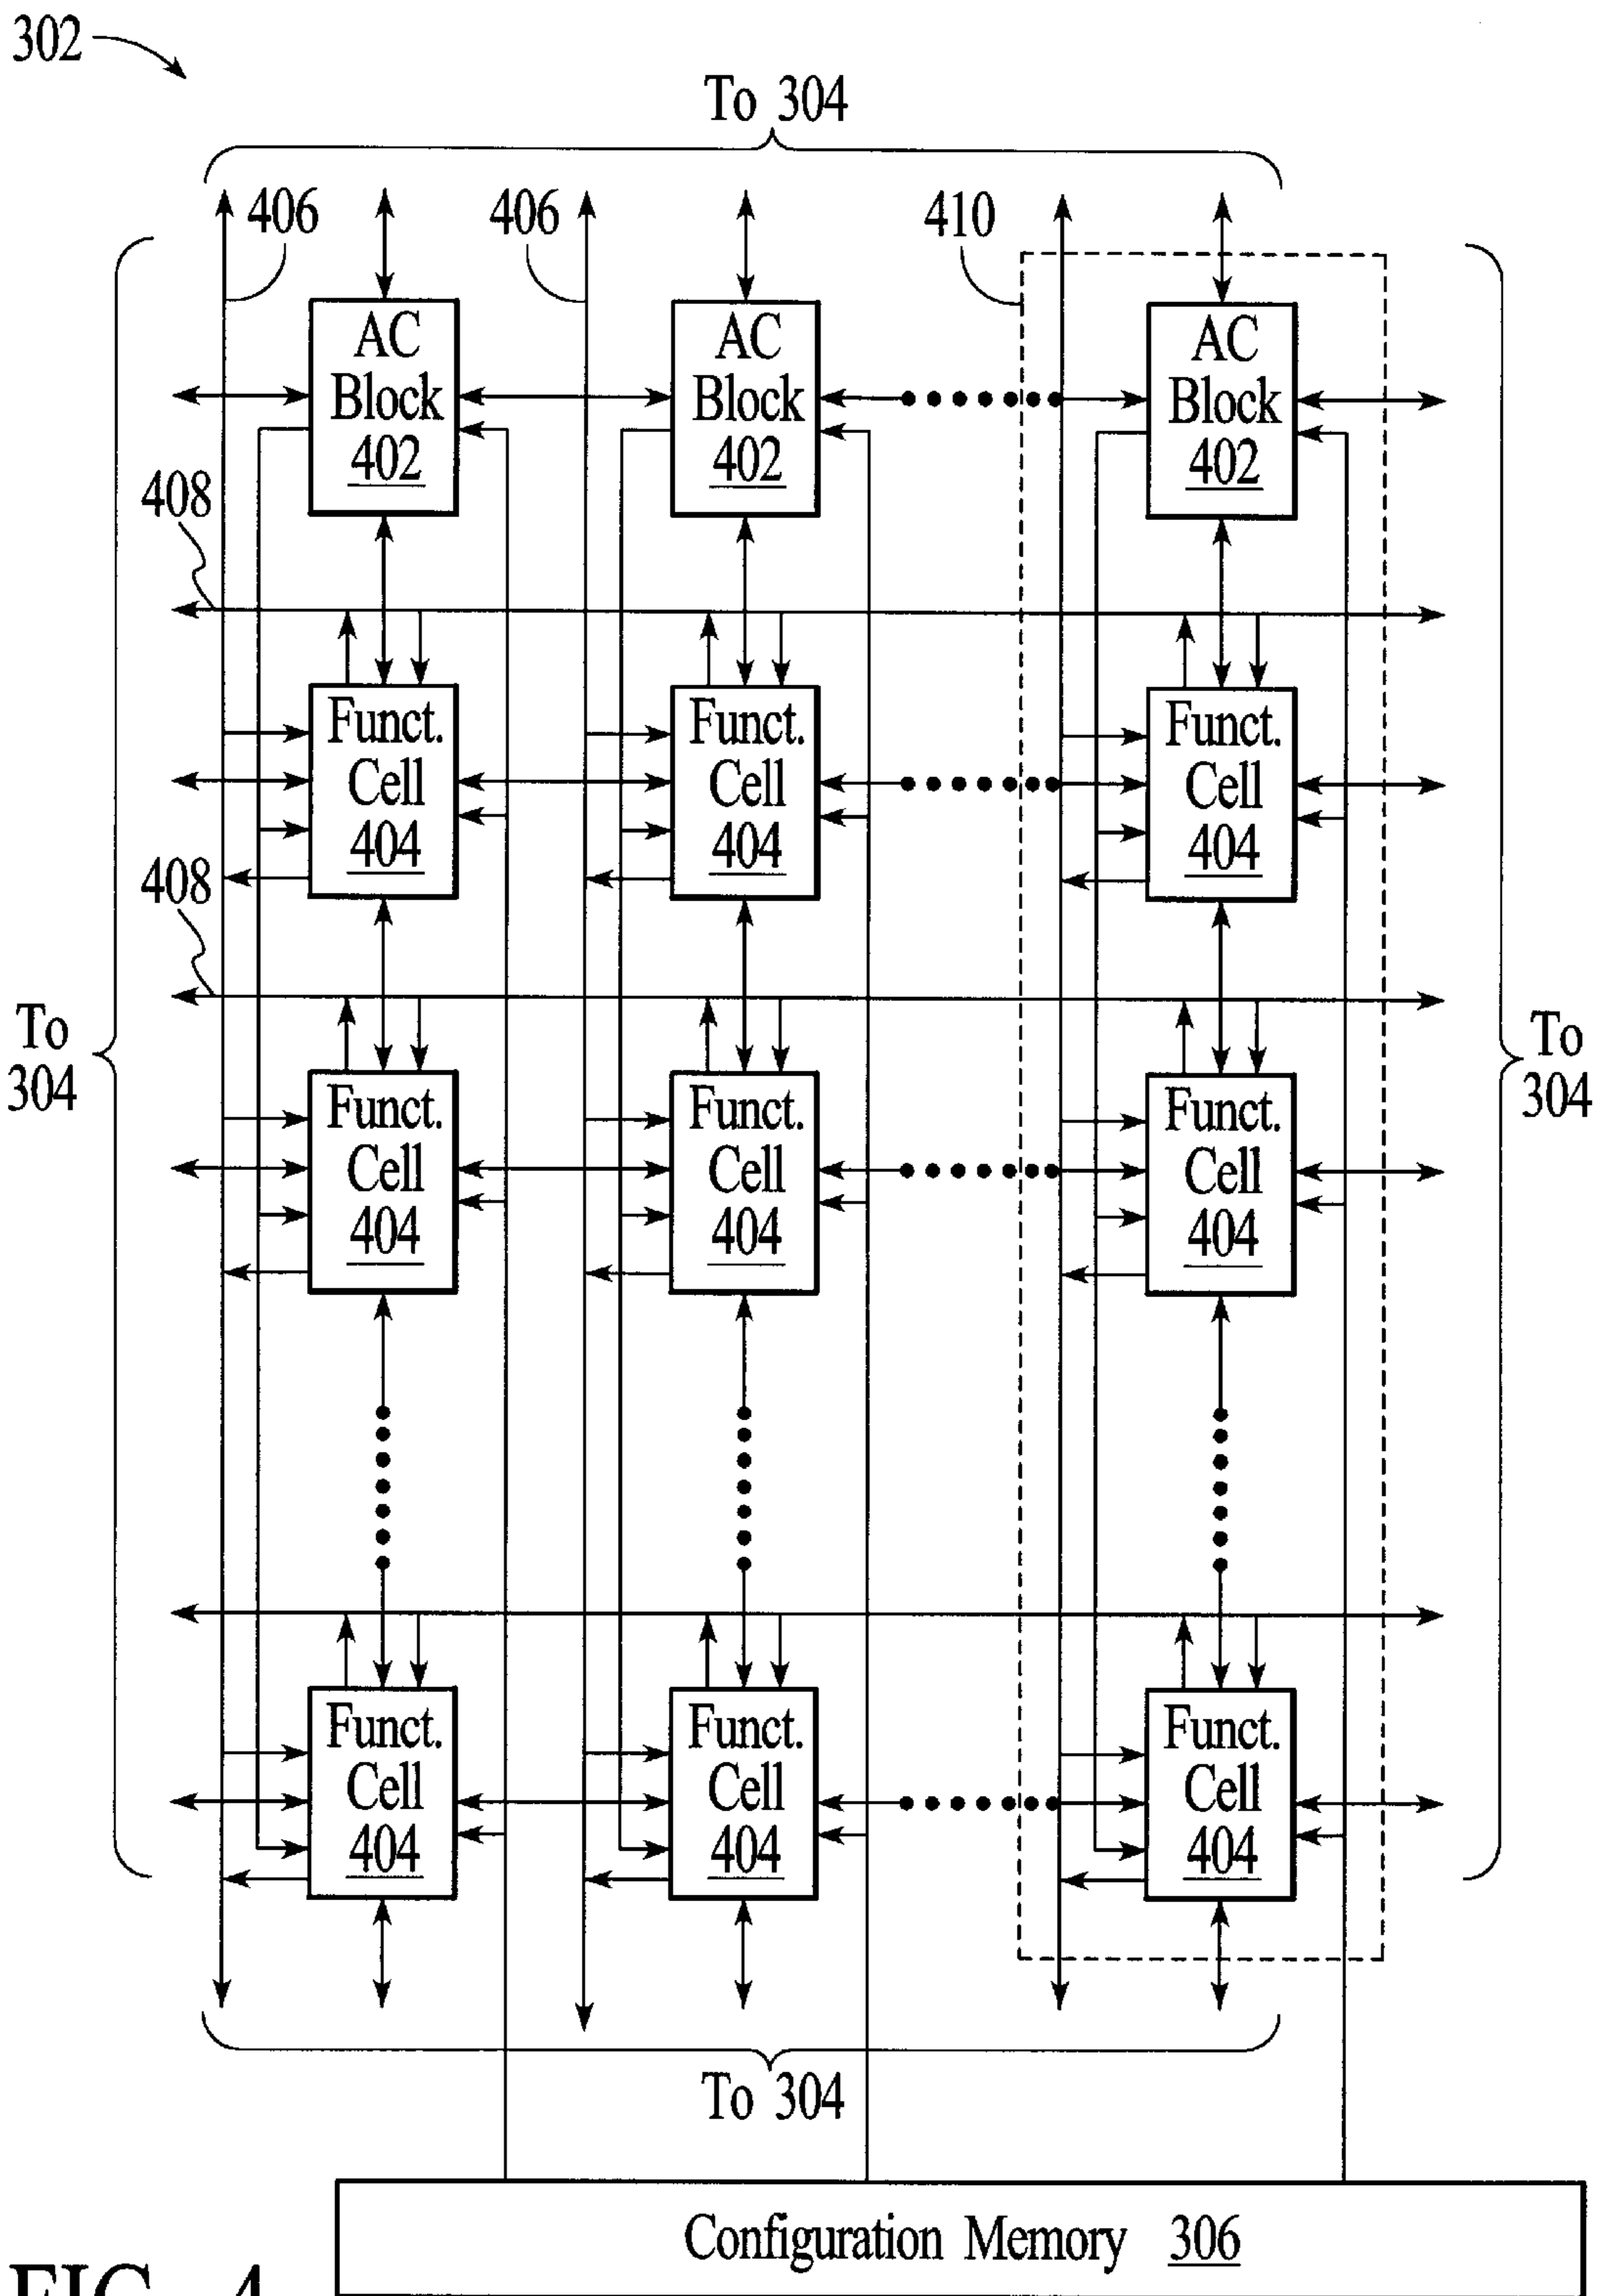 302
To 304
406
406
410
AC
Block
402
AC
Block
402
AC
Block
402
408
Funct.
Cell
404
Funct.
Cell
404
Funct.
Cell
404
408
To
304
To
304
Funct.
Cell
404
Funct.
Cell
404
Funct.
Cell
404
Funct.
Cell
404
Funct.
Cell
404
Funct.
Cell
404
To 304
Configuration Memory 306
FIG. 4